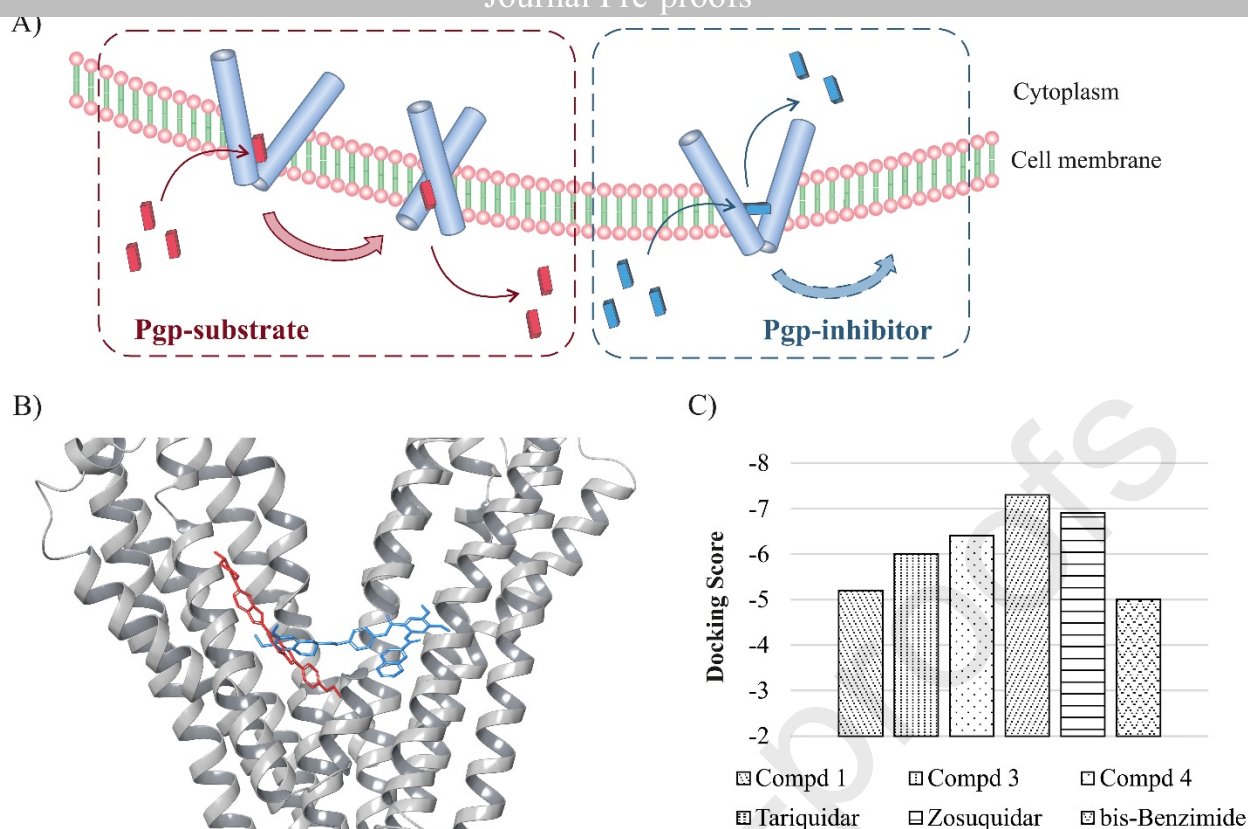 Journal Pre-proofs
A)
Cytoplasm
Cell membrane
Pgp-substrate
Pgp-inhibitor
B)
C)
-8
-7
-6
-5
-4
-3
-2
Docking Score
Compd 1 Compd 3 Compd 4
Tariquidar Zosuquidar bis-Benzimide